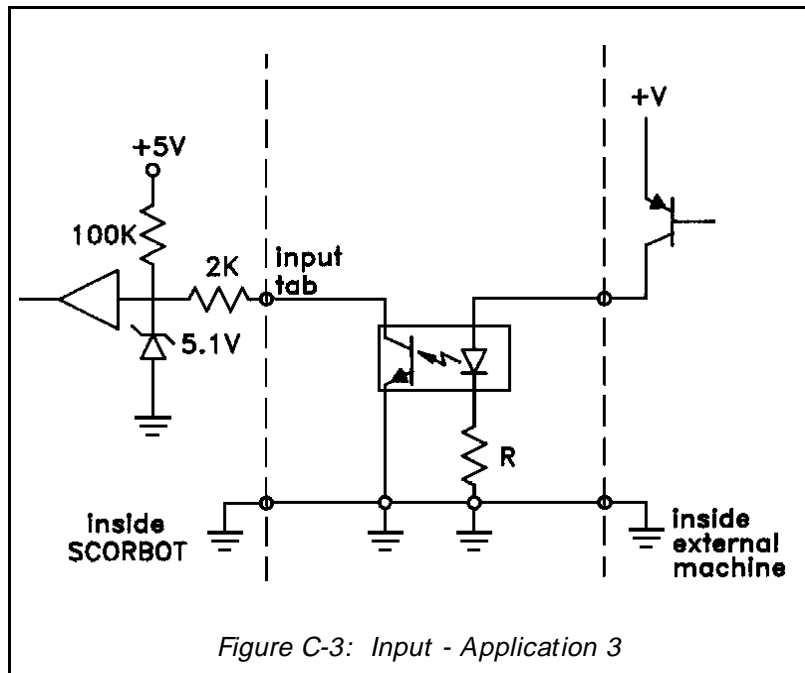 +V
+5V
100K
2K
input
tab
5.1V
R
inside
SCORBOT
inside
external
machine
Figure C-3: Input - Application 3